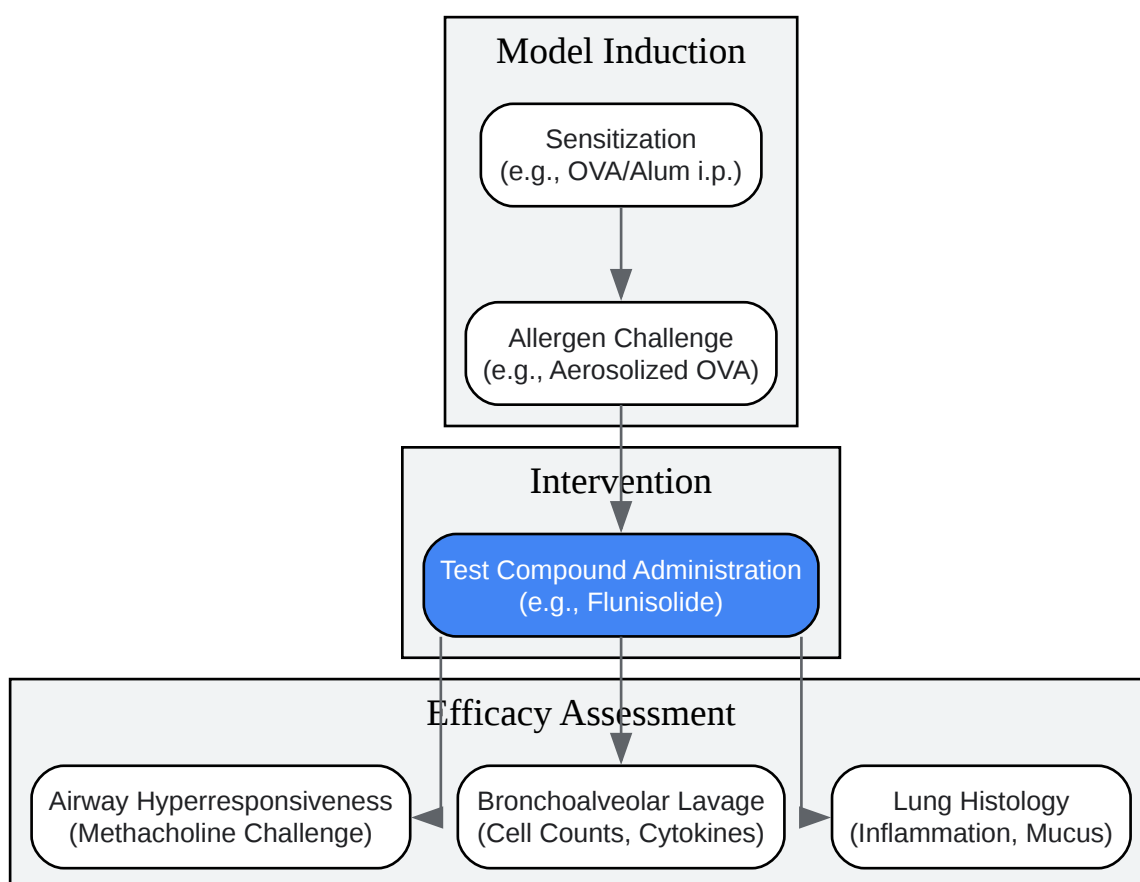 Model Induction
Sensitization
(e.g., OVA/Alum i.p.)
Allergen Challenge
(e.g., Aerosolized OVA)
Intervention
Test Compound Administration
(e.g., Flunisolide)
Efficacy Assessment
Airway Hyperresponsiveness
(Methacholine Challenge)
Bronchoalveolar Lavage
(Cell Counts, Cytokines)
Lung Histology
(Inflammation, Mucus)